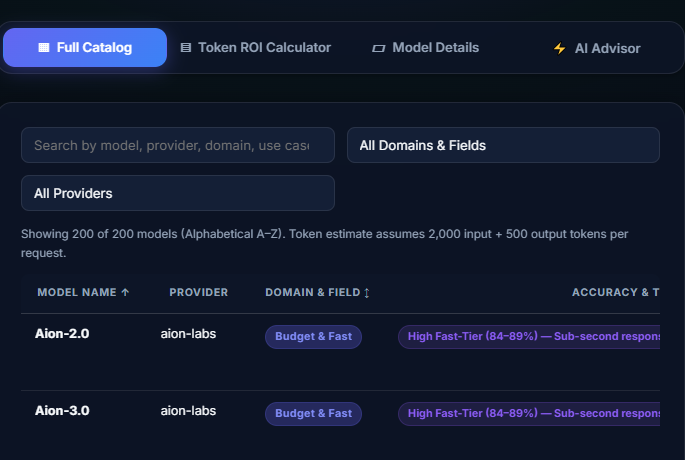 Full Catalog
Token ROI Calculator
Model Details
AI Advisor
Search by model, provider, domain, use case
All Domains & Fields
All Providers
Showing 200 of 200 models (Alphabetical A–Z). Token estimate assumes 2,000 input + 500 output tokens per
request.
MODEL NAME ↑ PROVIDER DOMAIN & FIELD ↕ ACCURACY & T
Aion-2.0 aion-labs Budget & Fast High Fast-Tier (84–89%) — Sub-second respons
Aion-3.0 aion-labs Budget & Fast High Fast-Tier (84–89%) — Sub-second respons